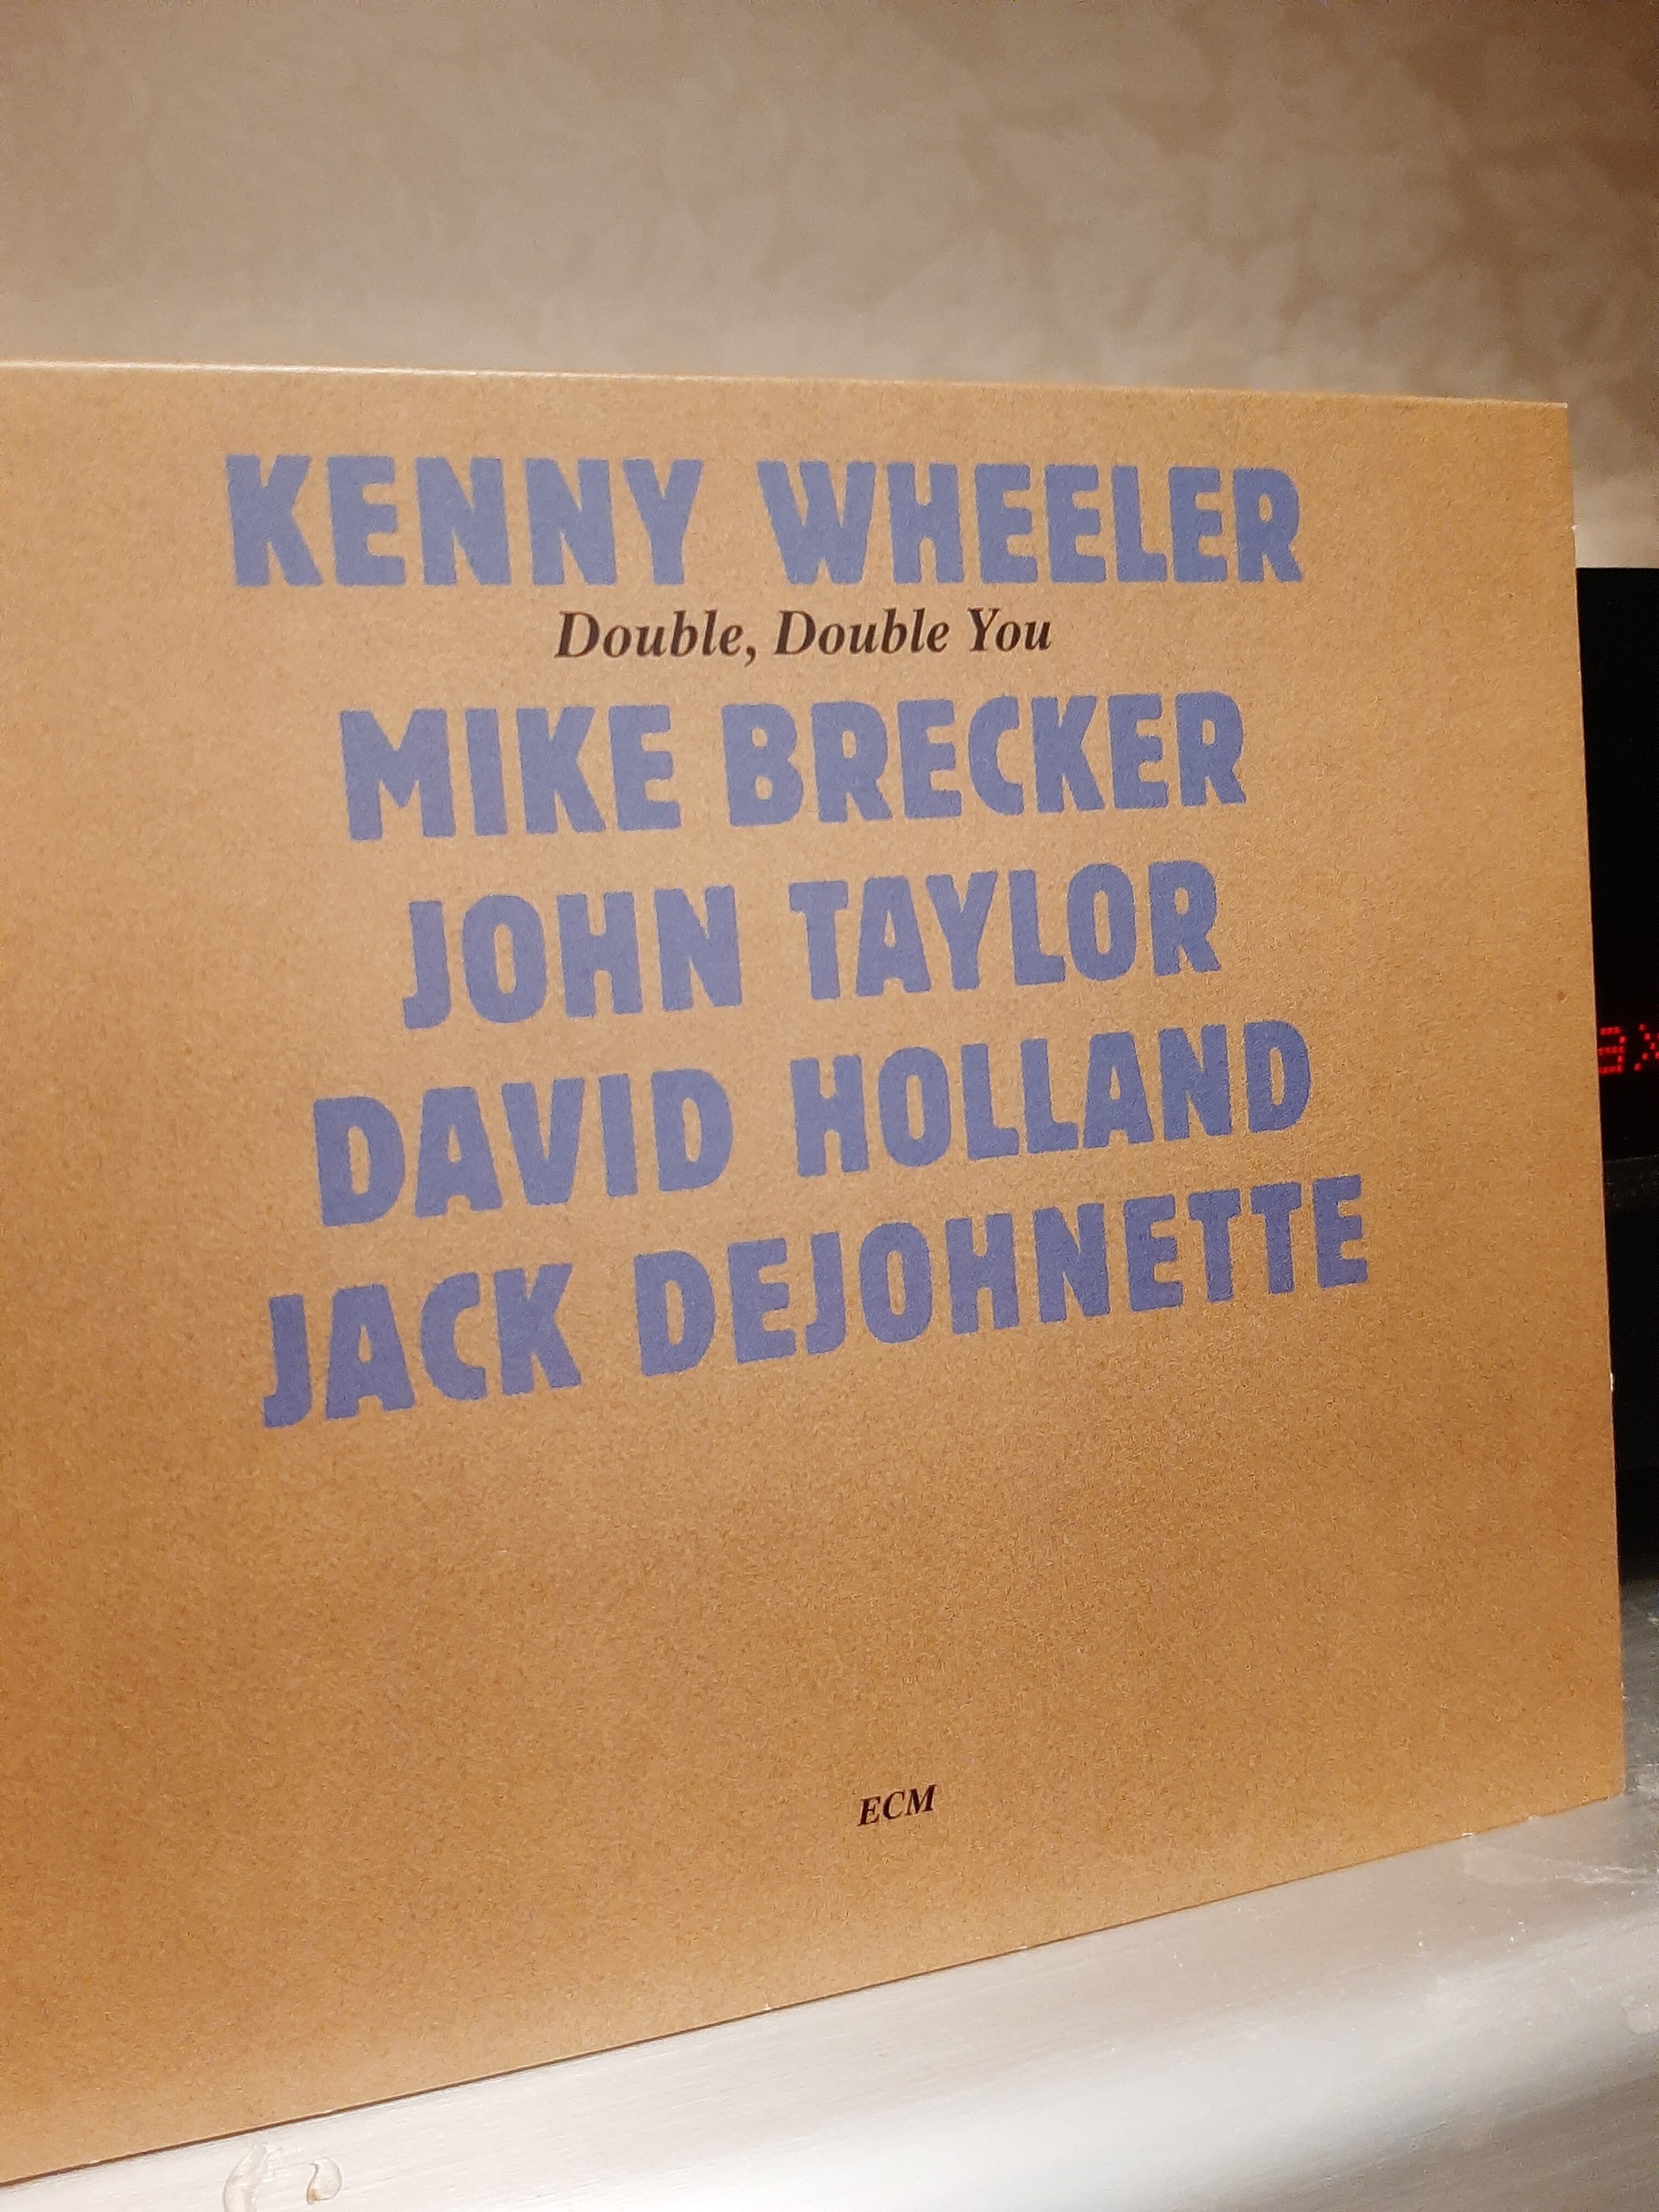 KENNY WHEELER
Double, Double You
MIKE BRECKER
JOHN TAYLOR
DAVID HOLLAND
JACK DEJOHNETTE
ECM